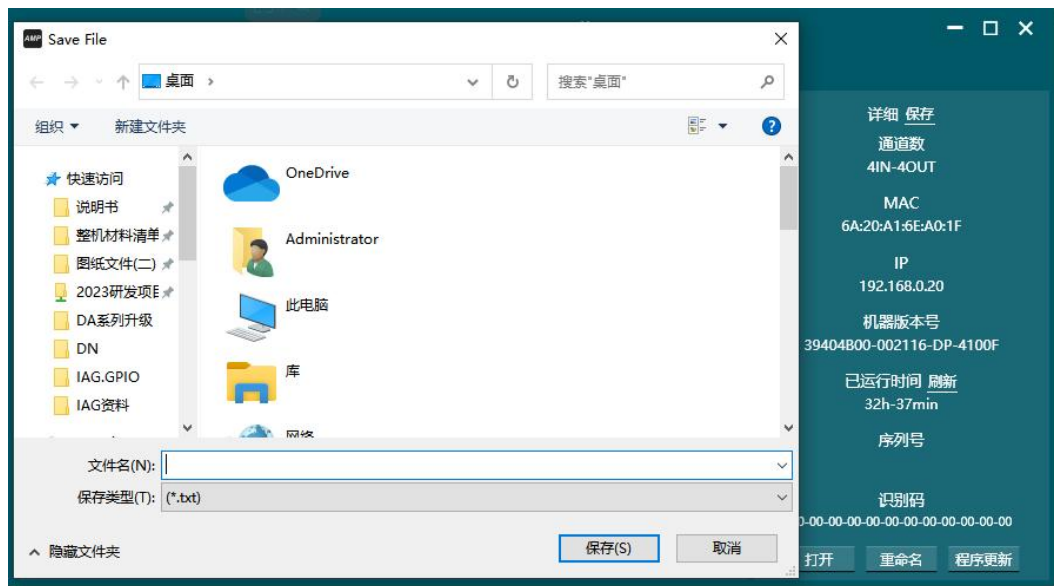 AMP Save File
桌面
搜索"桌面"
组织
新建文件夹
快速访问
说明书
整机材料清单
图纸文件(二)
2023研发项目
DA系列升级
DN
IAG.GPIO
IAG资料
OneDrive
Administrator
此电脑
库
网络
文件名(N):
保存类型(T): (*.txt)
隐藏文件夹
保存(S)
取消
详细 保存
通道数
4IN-4OUT
MAC
6A:20:A1:6E:A0:1F
IP
192.168.0.20
机器版本号
39404B00-002116-DP-4100F
已运行时间 刷新
32h-37min
序列号
识别码
0-00-00-00-00-00-00-00-00-00-00
打开
重命名
程序更新